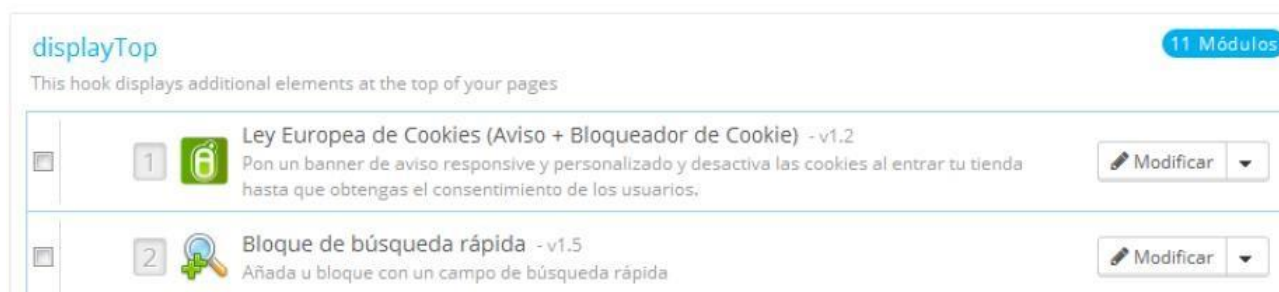 displayTop
11 Módulos
This hook displays additional elements at the top of your pages
1
Ley Europea de Cookies (Aviso + Bloqueador de Cookie) - v1.2
Pon un banner de aviso responsive y personalizado y desactiva las cookies al entrar tu tienda
hasta que obtengas el consentimiento de los usuarios.
Modificar
2
Bloque de búsqueda rápida - v1.5
Añada u bloque con un campo de búsqueda rápida
Modificar